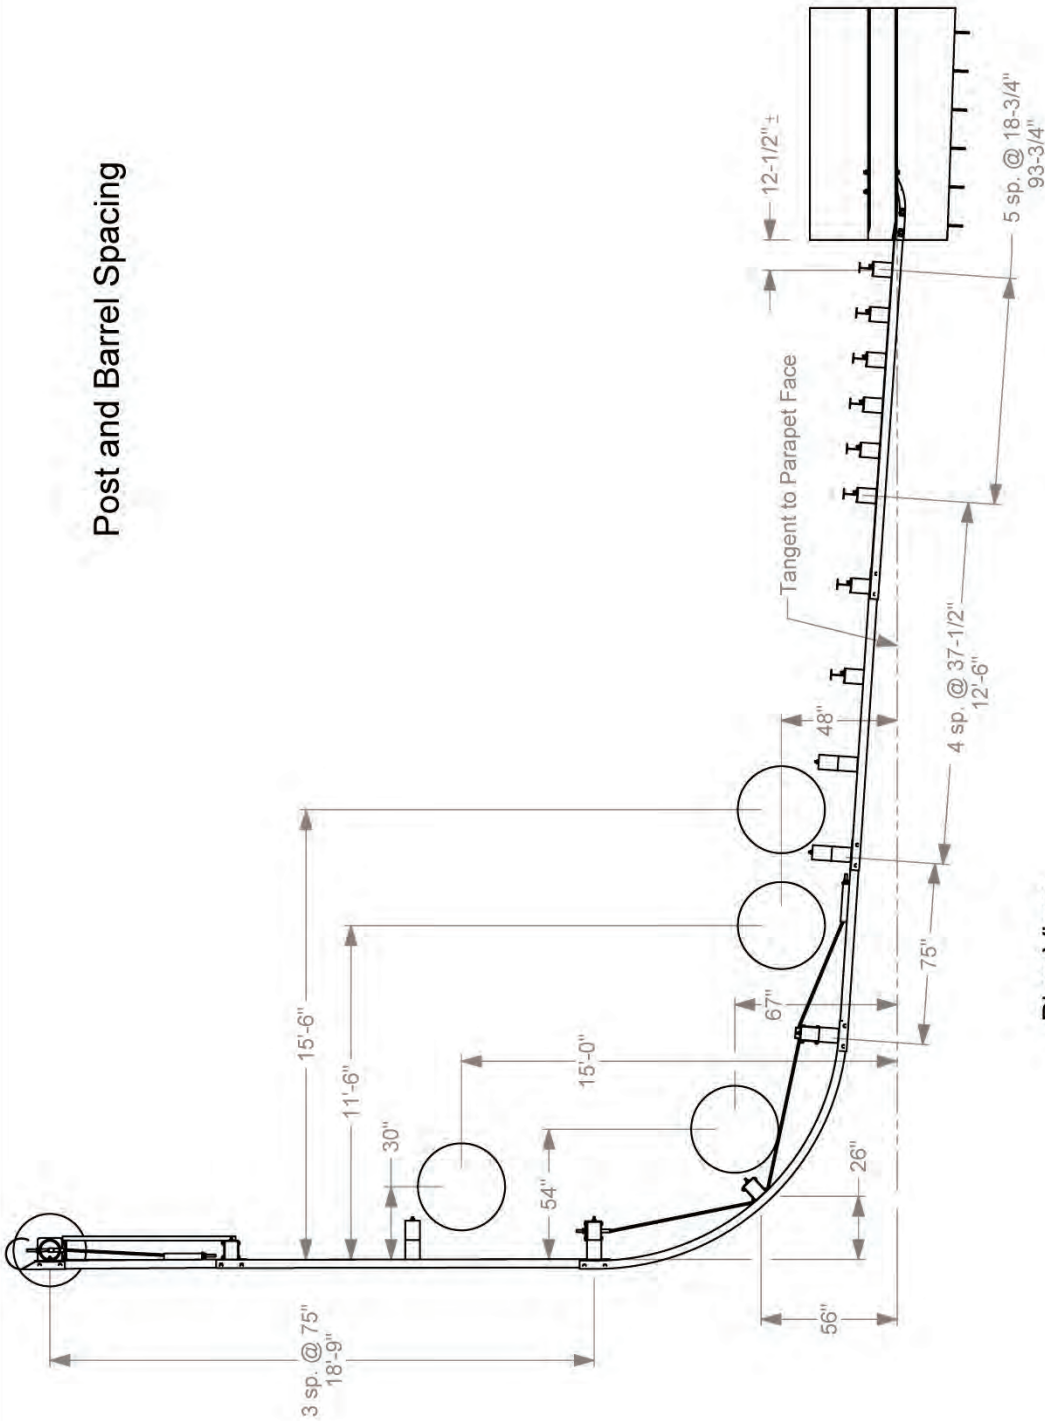 Post and Barrel Spacing
12-1/2" ±
5 sp. @ 18-3/4"
93-3/4"
Tangent to Parapet Face
4 sp. @ 37-1/2"
12'-6"
48"
15'-6"
11'-6"
75"
67"
15'-0"
30"
54"
26"
56"
3 sp. @ 75"
18'-9"